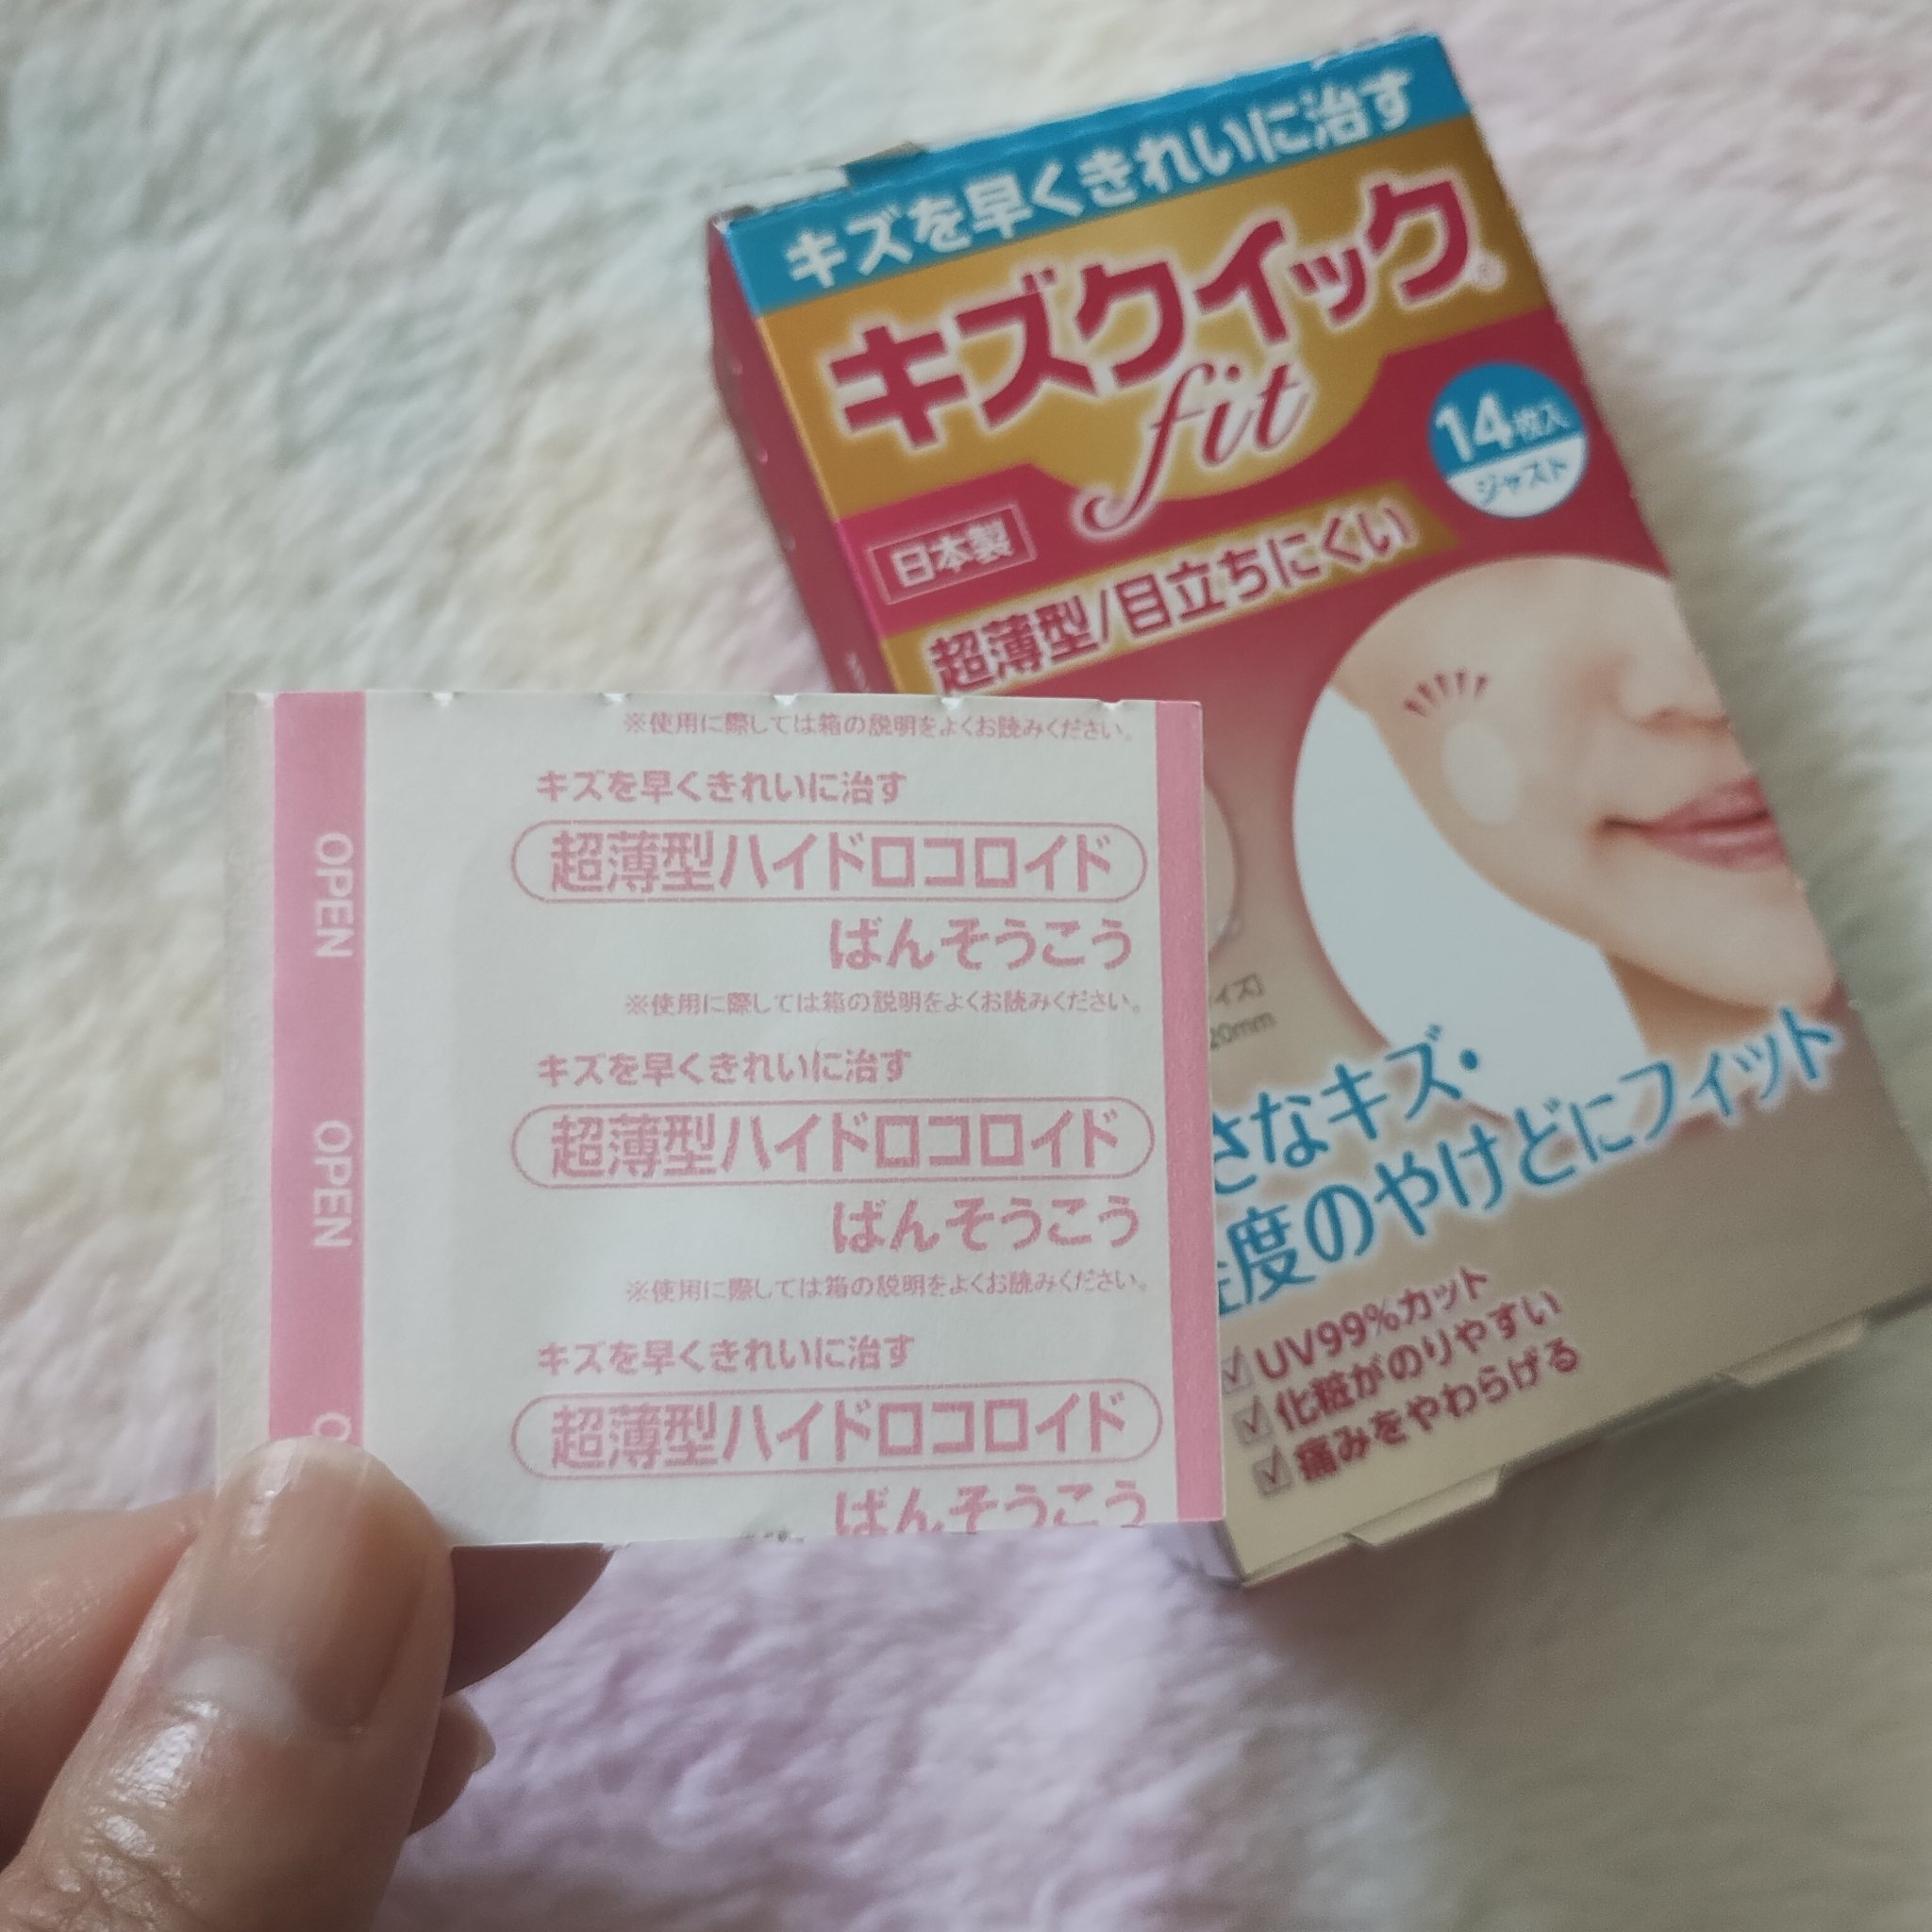 キズを早くきれいに治す
キズクイック®
fit
14枚入
ジャスト
日本製
超薄型/目立ちにくい
イズ]
20mm
さなキズ・
度のやけどにフィット
UV99%カット
化粧がのりやすい
痛みをやわらげる
※使用に際しては箱の説明をよくお読みください。
キズを早くきれいに治す
超薄型ハイドロコロイド
ばんそうこう
※使用に際しては箱の説明をよくお読みください。
キズを早くきれいに治す
超薄型ハイドロコロイド
ばんそうこう
※使用に際しては箱の説明をよくお読みください。
キズを早くきれいに治す
超薄型ハイドロコロイド
ばんそうこう
OPEN
OPEN
O